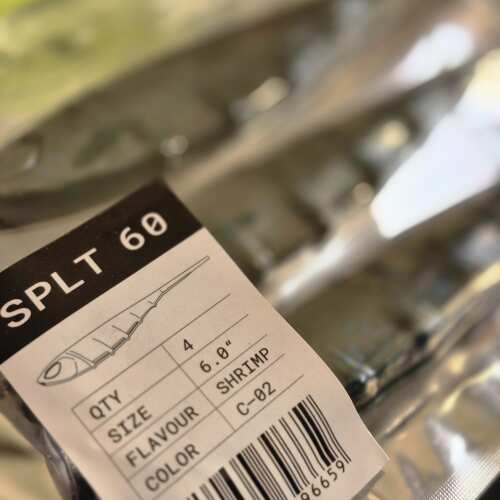 SPLT 60
QTY 4
SIZE 6.0"
FLAVOUR SHRIMP
COLOR C-02
96659